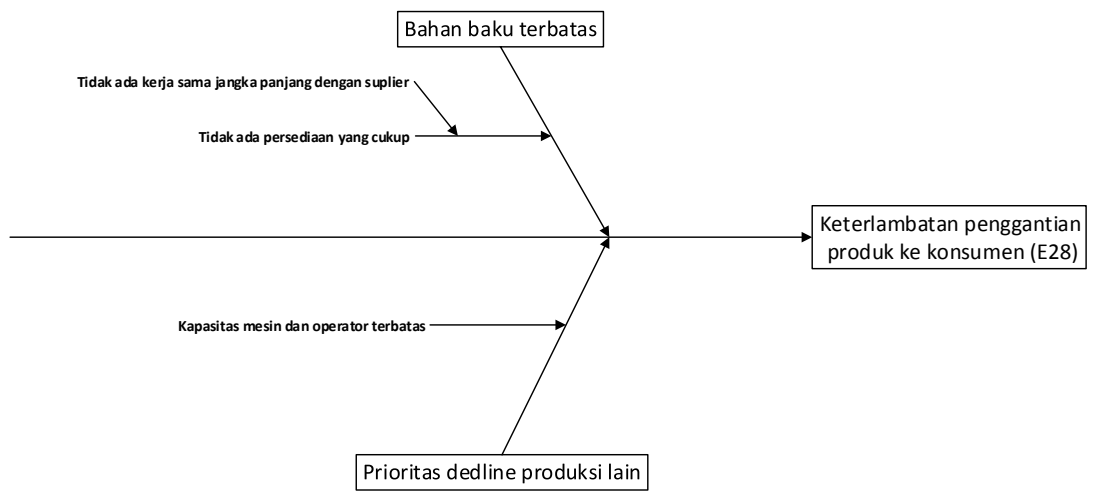 Bahan baku terbatas
Tidak ada kerja sama jangka panjang dengan suplier
Tidak ada persediaan yang cukup
Keterlambatan penggantian
produk ke konsumen (E28)
Kapasitas mesin dan operator terbatas
Prioritas dedline produksi lain